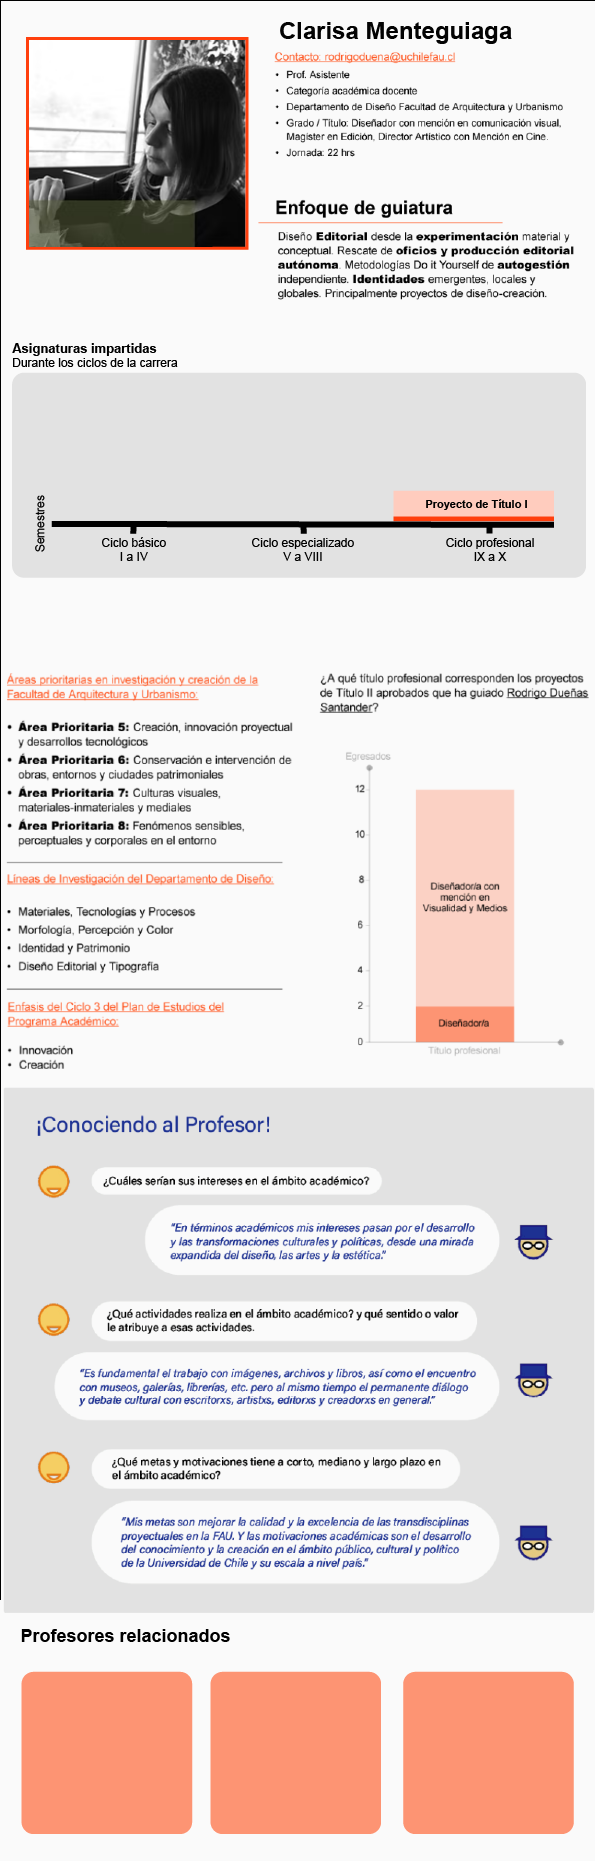 Clarisa Menteguiaga
Contacto: rodrigoduena@uchilefau.cl
• Prof. Asistente
• Categoría académica docente
• Departamento de Diseño Facultad de Arquitectura y Urbanismo
• Grado / Título: Diseñador con mención en comunicación visual,
Magister en Edición, Director Artístico con Mención en Cine.
• Jornada: 22 hrs
Enfoque de guiatura
Diseño Editorial desde la experimentación material y
conceptual. Rescate de oficios y producción editorial
autónoma. Metodologías Do it Yourself de autogestión
independiente. Identidades emergentes, locales y
globales. Principalmente proyectos de diseño-creación.
Asignaturas impartidas
Durante los ciclos de la carrera
Semestres
Proyecto de Título I
Ciclo básico
I a IV
Ciclo especializado
V a VIII
Ciclo profesional
IX a X
Áreas prioritarias en investigación y creación de la
Facultad de Arquitectura y Urbanismo:
• Área Prioritaria 5: Creación, innovación proyectual
y desarrollos tecnológicos
• Área Prioritaria 6: Conservación e intervención de
obras, entornos y ciudades patrimoniales
• Área Prioritaria 7: Culturas visuales,
materiales-inmateriales y mediales
• Área Prioritaria 8: Fenómenos sensibles,
perceptuales y corporales en el entorno
Líneas de Investigación del Departamento de Diseño:
• Materiales, Tecnologías y Procesos
• Morfología, Percepción y Color
• Identidad y Patrimonio
• Diseño Editorial y Tipografía
Enfasis del Ciclo 3 del Plan de Estudios del
Programa Académico:
• Innovación
• Creación
¿A qué título profesional corresponden los proyectos
de Título II aprobados que ha guiado Rodrigo Dueñas
Santander?
Egresados
12
10
8
6
4
2
0
Diseñador/a con
mención en
Visualidad y Medios
Diseñador/a
Título profesional
¡Conociendo al Profesor!
¿Cuáles serían sus intereses en el ámbito académico?
"En términos académicos mis intereses pasan por el desarrollo
y las transformaciones culturales y políticas, desde una mirada
expandida del diseño, las artes y la estética."
¿Qué actividades realiza en el ámbito académico? y qué sentido o valor
le atribuye a esas actividades.
"Es fundamental el trabajo con imágenes, archivos y libros, así como el encuentro
con museos, galerías, librerías, etc. pero al mismo tiempo el permanente diálogo
y debate cultural con escritorxs, artistxs, editorxs y creadorxs en general."
¿Qué metas y motivaciones tiene a corto, mediano y largo plazo en
el ámbito académico?
"Mis metas son mejorar la calidad y la excelencia de las transdisciplinas
proyectuales en la FAU. Y las motivaciones académicas son el desarrollo
del conocimiento y la creación en el ámbito público, cultural y político
de la Universidad de Chile y su escala a nivel país."
Profesores relacionados